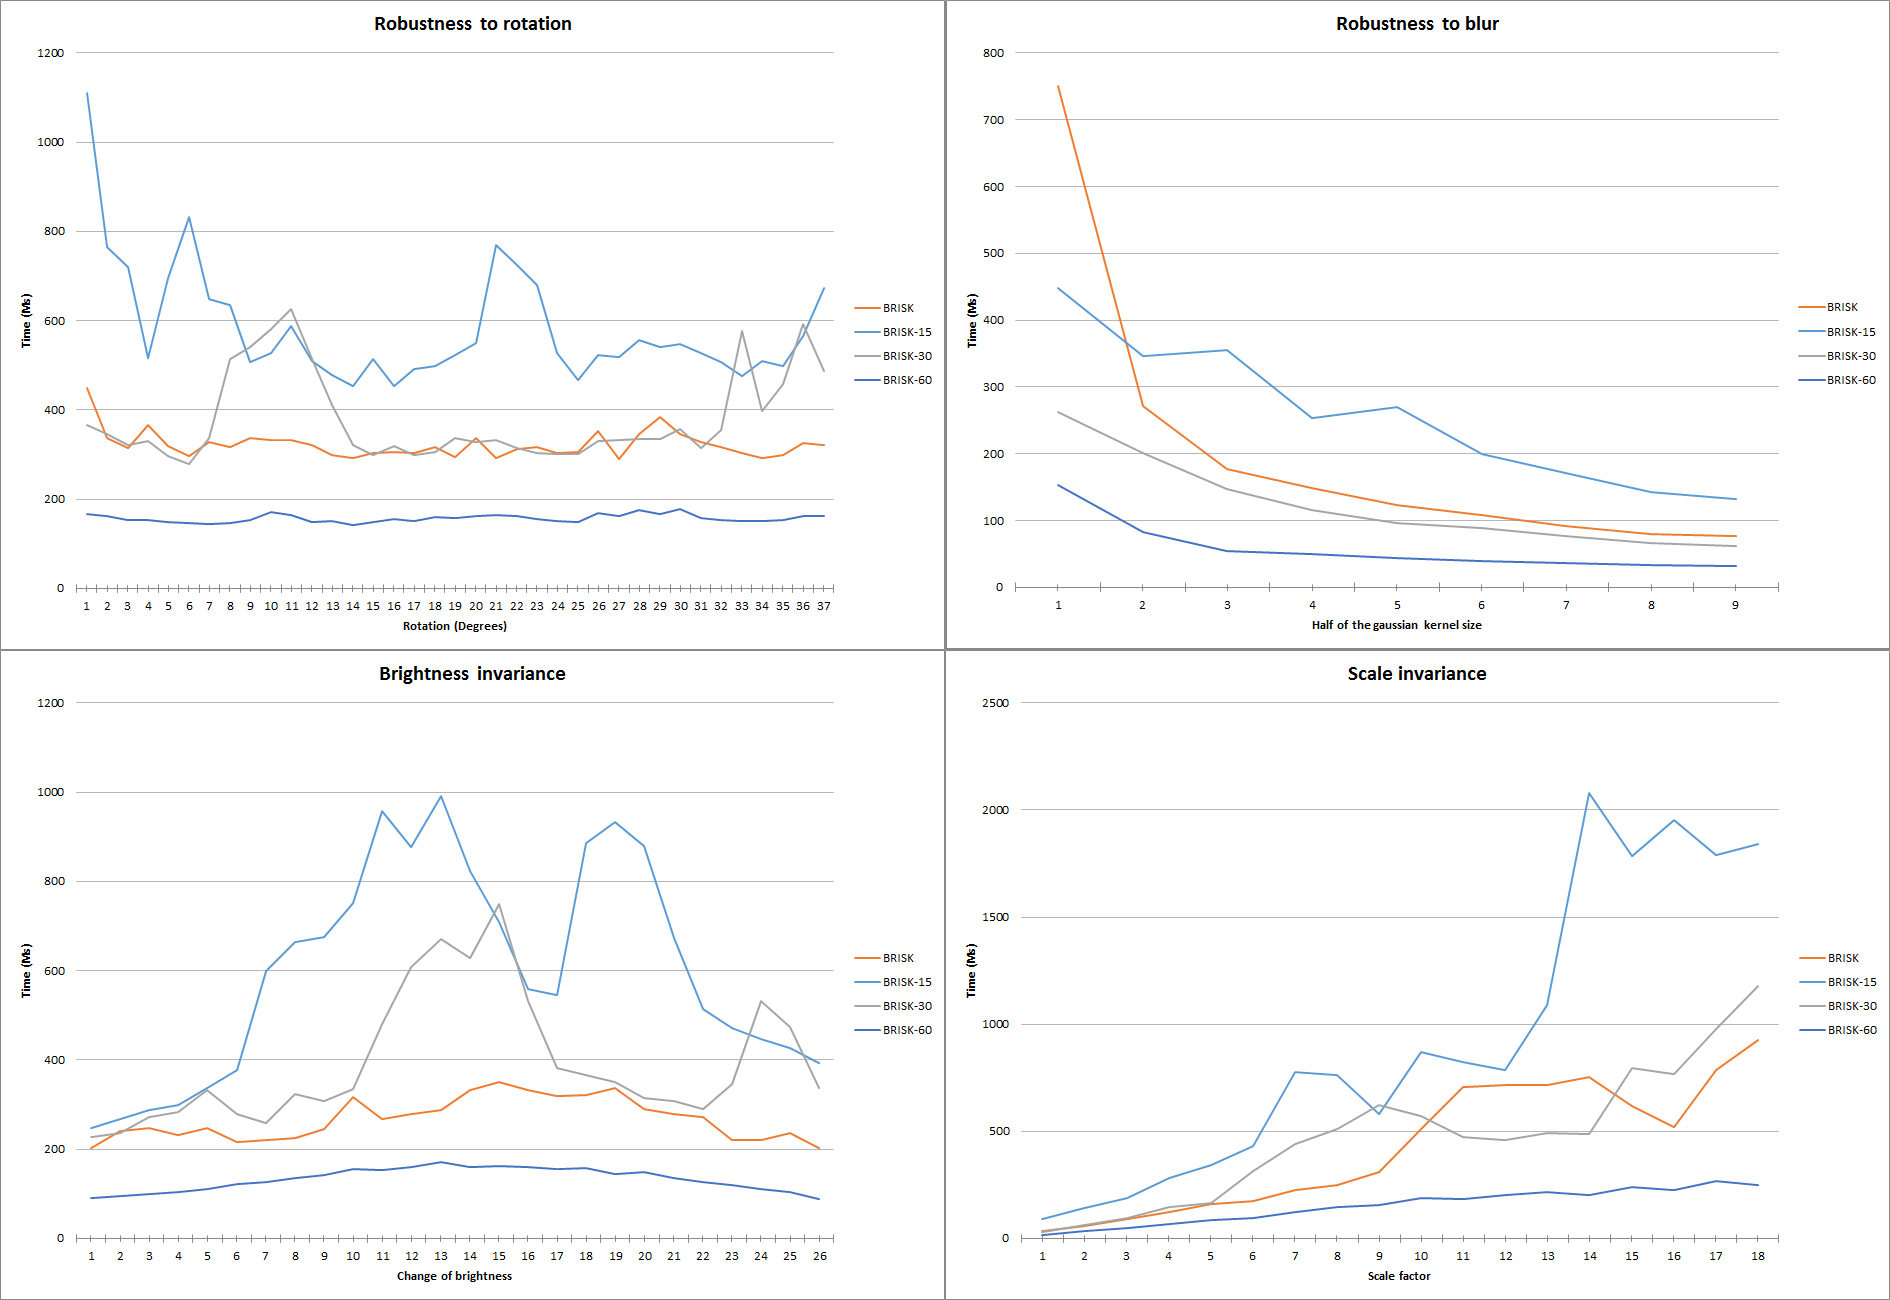 Robustness to rotation
1200
1000
800
600
400
200
0
Time (Ms)
1 2 3 4 5 6 7 8 9 10 11 12 13 14 15 16 17 18 19 20 21 22 23 24 25 26 27 28 29 30 31 32 33 34 35 36 37
Rotation (Degrees)
BRISK
BRISK-15
BRISK-30
BRISK-60
Robustness to blur
800
700
600
500
400
300
200
100
0
Time (Ms)
1 2 3 4 5 6 7 8 9
Half of the gaussian kernel size
BRISK
BRISK-15
BRISK-30
BRISK-60
Brightness invariance
1200
1000
800
600
400
200
0
Time (Ms)
1 2 3 4 5 6 7 8 9 10 11 12 13 14 15 16 17 18 19 20 21 22 23 24 25 26
Change of brightness
BRISK
BRISK-15
BRISK-30
BRISK-60
Scale invariance
2500
2000
1500
1000
500
0
Time (Ms)
1 2 3 4 5 6 7 8 9 10 11 12 13 14 15 16 17 18
Scale factor
BRISK
BRISK-15
BRISK-30
BRISK-60